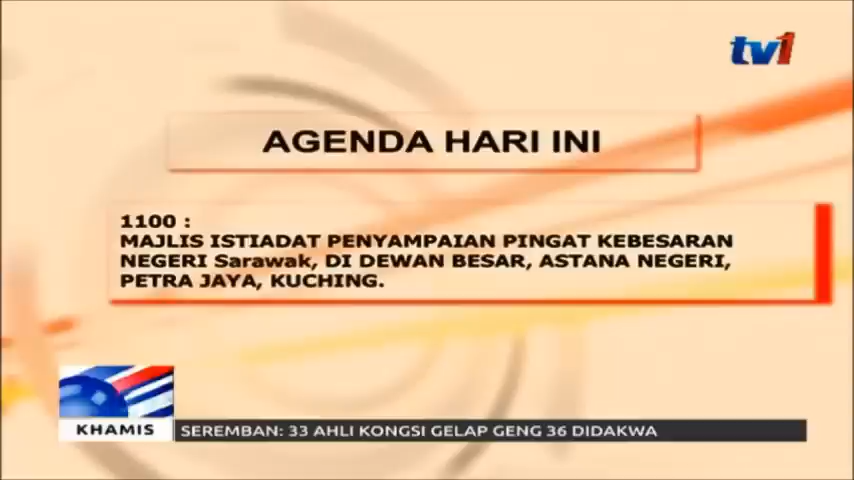 tv1
AGENDA HARI INI
1100 :
MAJLIS ISTIADAT PENYAMPAIAN PINGAT KEBESARAN
NEGERI Sarawak, DI DEWAN BESAR, ASTANA NEGERI,
PETRA JAYA, KUCHING.
KHAMIS
SEREMBAN: 33 AHLI KONGSI GELAP GENG 36 DIDAKWA